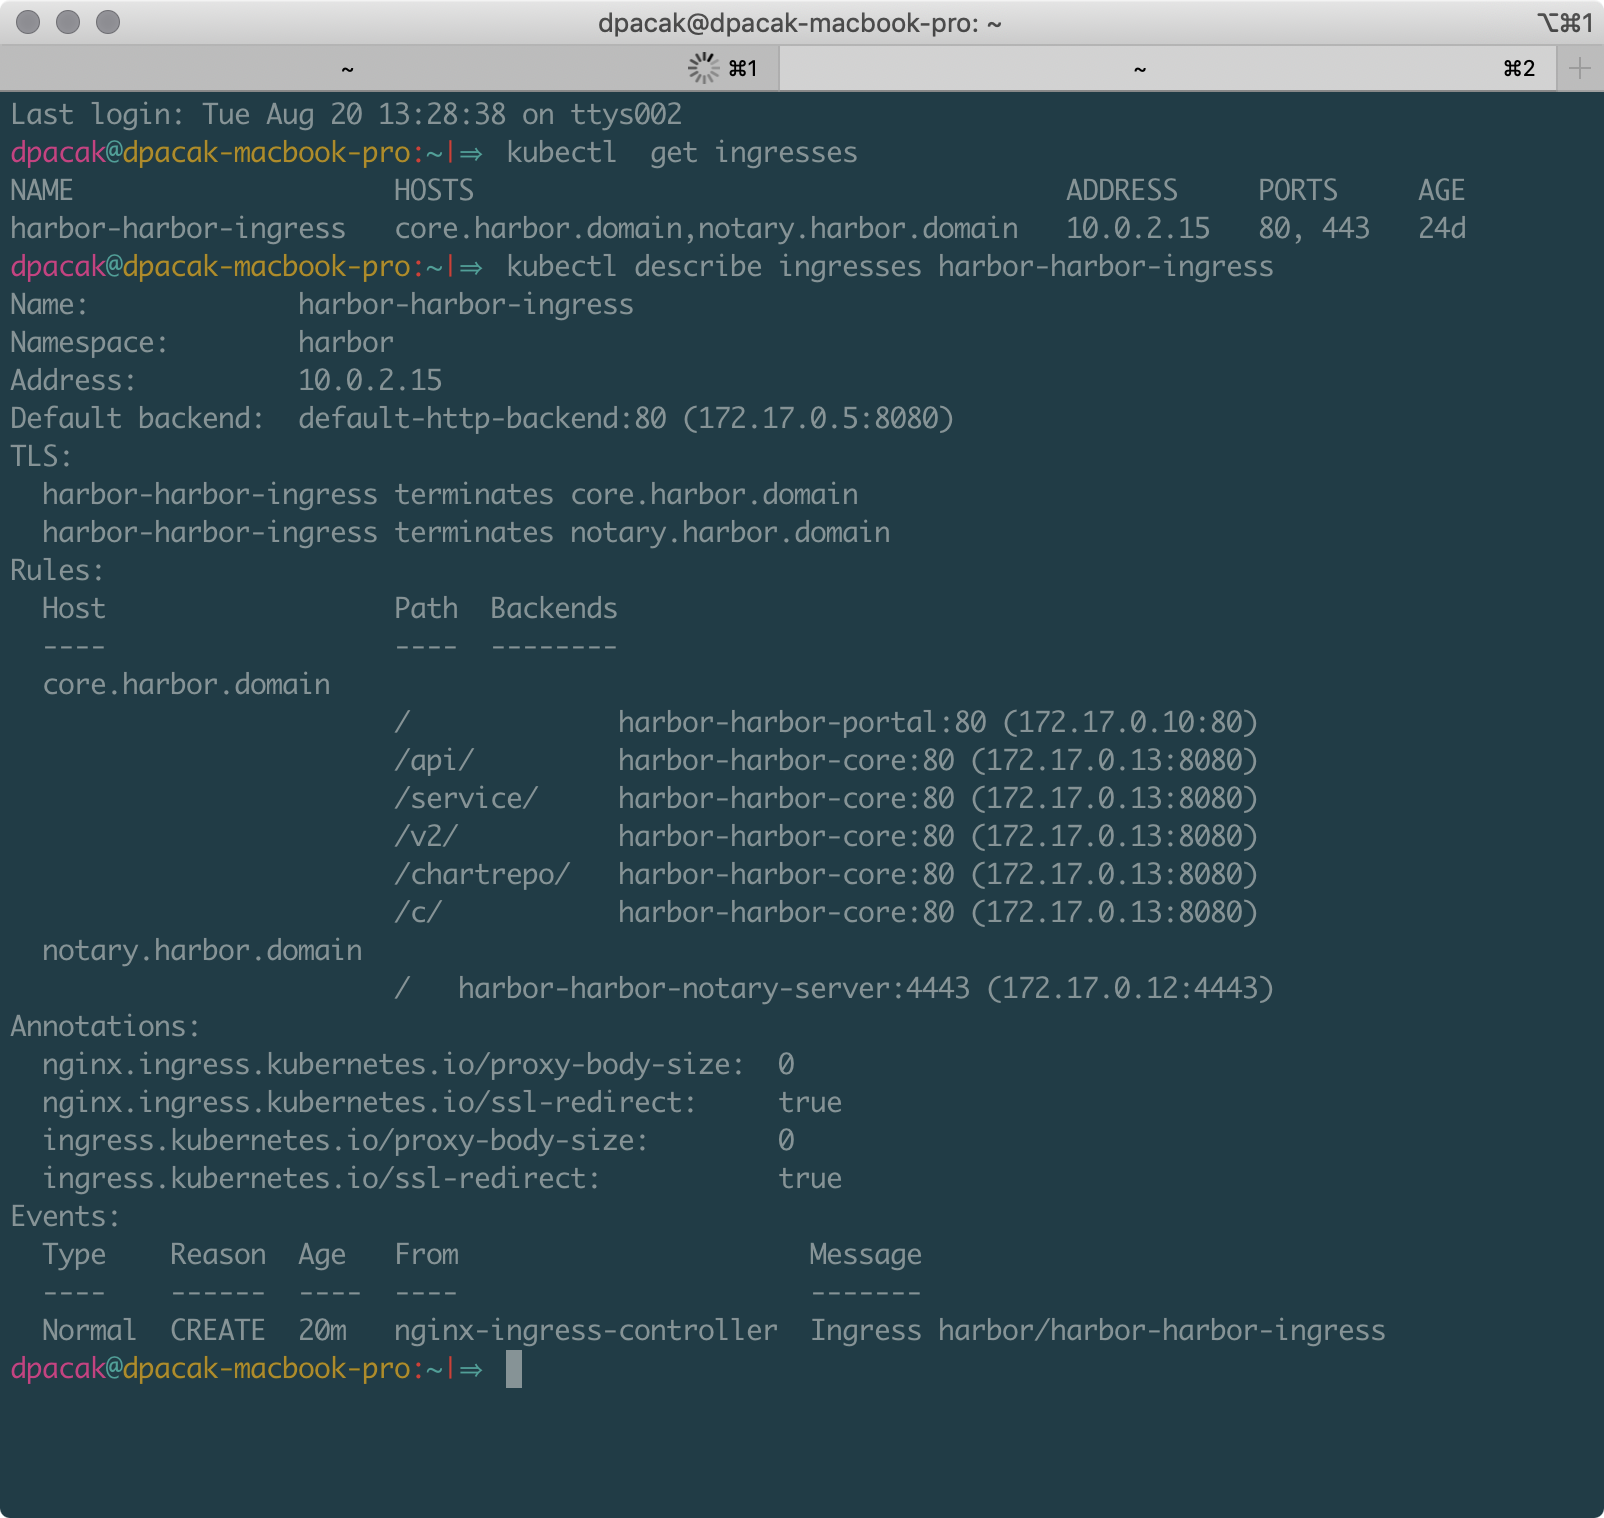 dpacak@dpacak-macbook-pro: ~ ⌥⌘1
~ ⌘1 ~ ⌘2 +
Last login: Tue Aug 20 13:28:38 on ttys002
dpacak@dpacak-macbook-pro:~|⇒  kubectl  get ingresses
NAME                    HOSTS                                     ADDRESS     PORTS     AGE
harbor-harbor-ingress   core.harbor.domain,notary.harbor.domain   10.0.2.15   80, 443   24d
dpacak@dpacak-macbook-pro:~|⇒  kubectl describe ingresses harbor-harbor-ingress
Name:             harbor-harbor-ingress
Namespace:        harbor
Address:          10.0.2.15
Default backend:  default-http-backend:80 (172.17.0.5:8080)
TLS:
  harbor-harbor-ingress terminates core.harbor.domain
  harbor-harbor-ingress terminates notary.harbor.domain
Rules:
  Host                  Path  Backends
  ----                  ----  --------
  core.harbor.domain
                        /             harbor-harbor-portal:80 (172.17.0.10:80)
                        /api/         harbor-harbor-core:80 (172.17.0.13:8080)
                        /service/     harbor-harbor-core:80 (172.17.0.13:8080)
                        /v2/          harbor-harbor-core:80 (172.17.0.13:8080)
                        /chartrepo/   harbor-harbor-core:80 (172.17.0.13:8080)
                        /c/           harbor-harbor-core:80 (172.17.0.13:8080)
  notary.harbor.domain
                        /   harbor-harbor-notary-server:4443 (172.17.0.12:4443)
Annotations:
  nginx.ingress.kubernetes.io/proxy-body-size:  0
  nginx.ingress.kubernetes.io/ssl-redirect:     true
  ingress.kubernetes.io/proxy-body-size:        0
  ingress.kubernetes.io/ssl-redirect:           true
Events:
  Type    Reason  Age   From                      Message
  ----    ------  ----  ----                      -------
  Normal  CREATE  20m   nginx-ingress-controller  Ingress harbor/harbor-harbor-ingress
dpacak@dpacak-macbook-pro:~|⇒